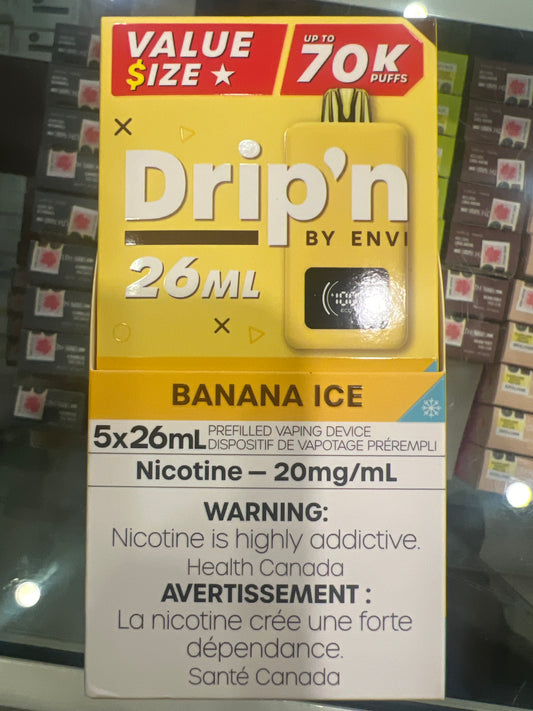 VALUE
$IZE ★
UP TO
70K
PUFFS
Drip'n
BY ENVI
26ML
BANANA ICE
5x26mL PREFILLED VAPING DEVICE
DISPOSITIF DE VAPOTAGE PRÉREMPLI
Nicotine – 20mg/mL
WARNING:
Nicotine is highly addictive.
Health Canada
AVERTISSEMENT :
La nicotine crée une forte
dépendance.
Santé Canada